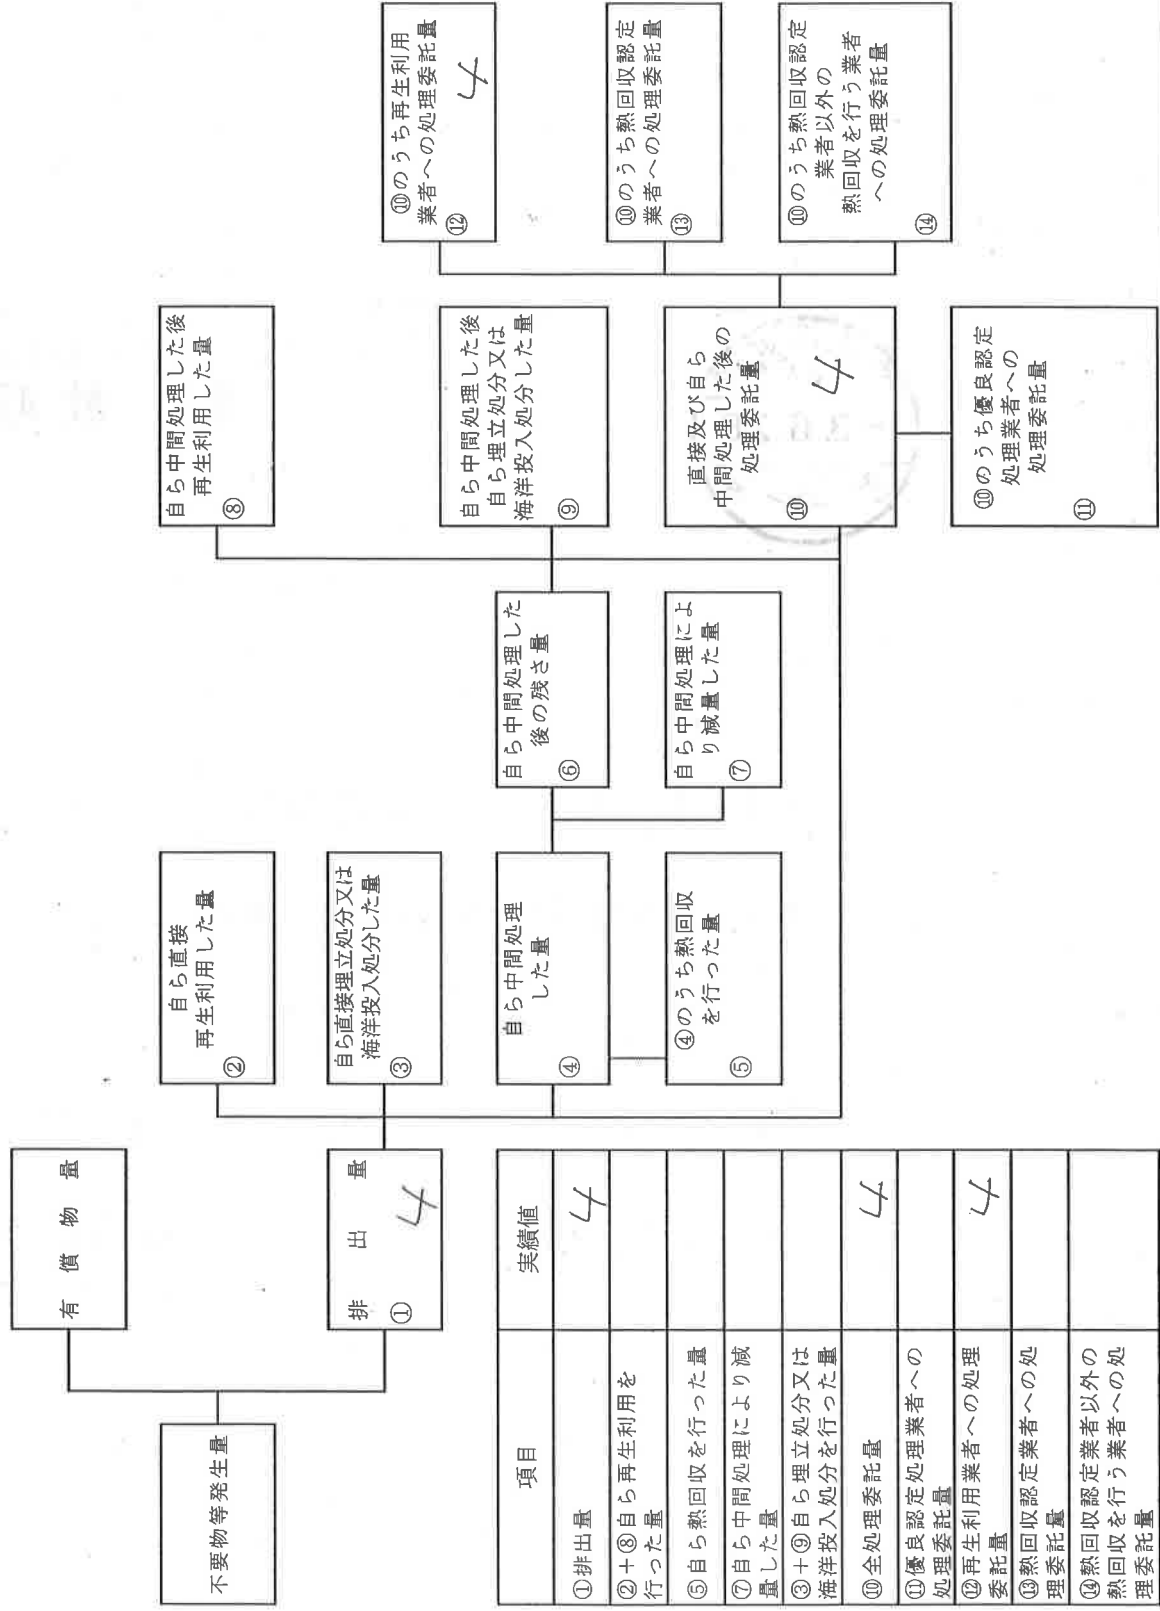 不要物等発生量
有償物量
排出量
①
4
自ら直接
再生利用した量
②
自ら直接埋立処分又は
海洋投入処分した量
③
自ら中間処理
した量
④
④のうち熱回収
を行った量
⑤
自ら中間処理した
後の残さ量
⑥
自ら中間処理によ
り減量した量
⑦
自ら中間処理した後
再生利用した量
⑧
自ら中間処理した後
自ら埋立処分又は
海洋投入処分した量
⑨
直接及び自ら
中間処理した後の
処理委託量
⑩
4
⑩のうち優良認定
処理業者への
処理委託量
⑪
⑩のうち再生利用
業者への処理委託量
⑫
4
⑩のうち熱回収認定
業者への処理委託量
⑬
⑩のうち熱回収認定
業者以外の
熱回収を行う業者
への処理委託量
⑭
項目 実績値
①排出量 4
②+⑧自ら再生利用を
行った量
⑤自ら熱回収を行った量
⑦自ら中間処理により減
量した量
③+⑨自ら埋立処分又は
海洋投入処分を行った量
⑩全処理委託量 4
⑪優良認定処理業者への
処理委託量
⑫再生利用業者への処理
委託量 4
⑬熱回収認定業者への処
理委託量
⑭熱回収認定業者以外の
熱回収を行う業者への処
理委託量